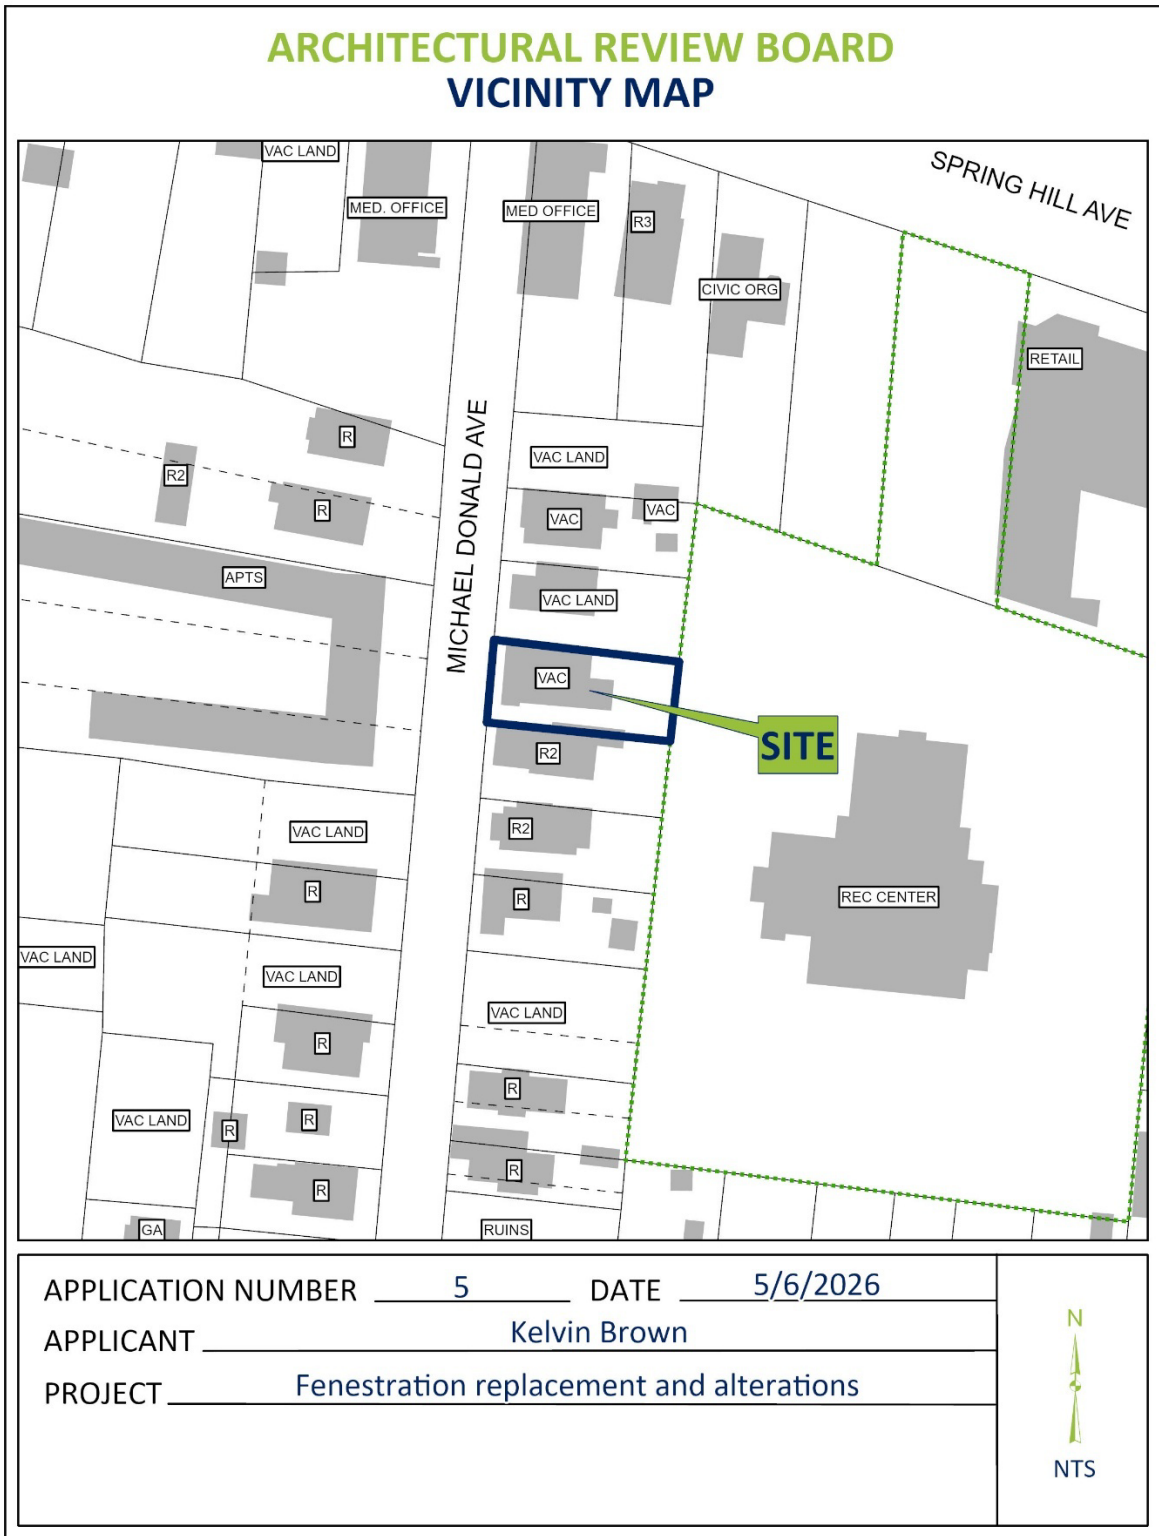 ARCHITECTURAL REVIEW BOARD
VICINITY MAP
VAC LAND
SPRING HILL AVE
MED. OFFICE
MED OFFICE
R3
CIVIC ORG
RETAIL
R
MICHAEL DONALD AVE
VAC LAND
R2
R
VAC
VAC
APTS
VAC LAND
VAC
SITE
R2
R2
VAC LAND
R
R
REC CENTER
VAC LAND
VAC LAND
VAC LAND
R
R
VAC LAND
R
R
R
R
GA
RUINS
APPLICATION NUMBER 5 DATE 5/6/2026
APPLICANT Kelvin Brown
PROJECT Fenestration replacement and alterations
N
NTS